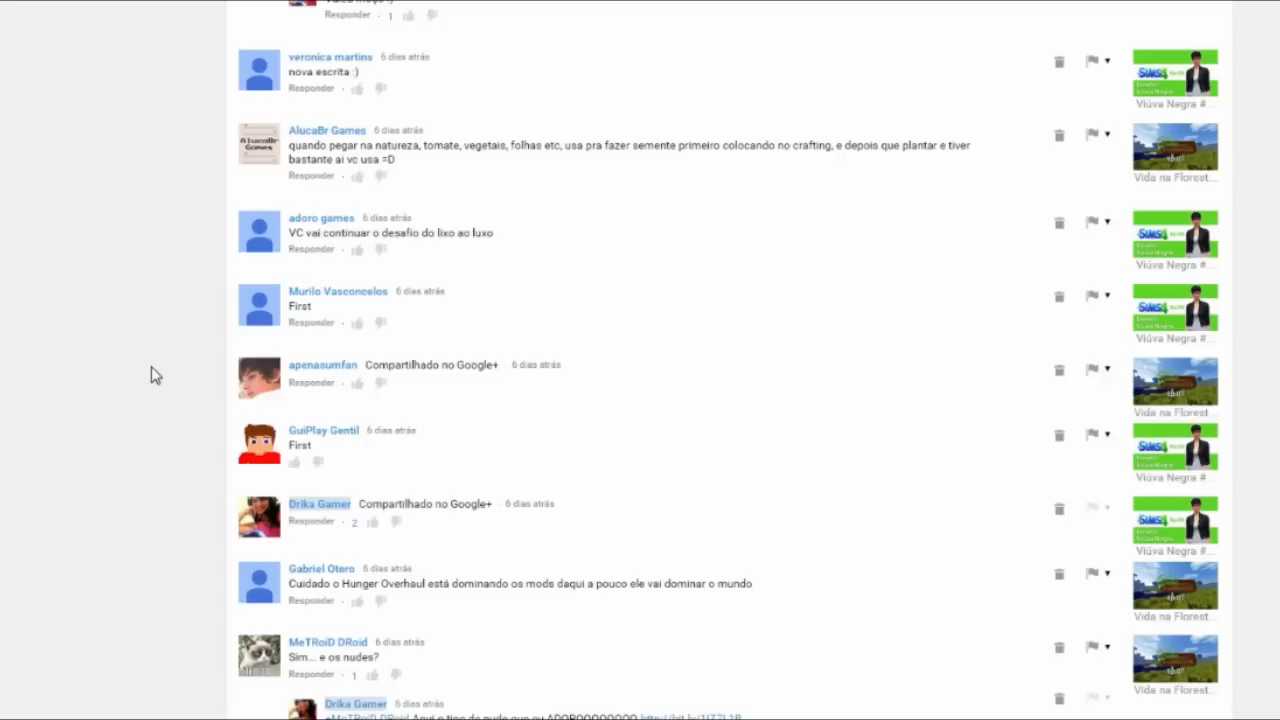 Responder · 1
veronica martins 6 dias atrás
nova escrita :)
Responder ·
Viúva Negra #
AlucaBr Games 6 dias atrás
quando pegar na natureza, tomate, vegetais, folhas etc, usa pra fazer semente primeiro colocando no crafting, e depois que plantar e tiver
bastante ai vc usa =D
Responder ·
Vida na Florest...
adoro games 6 dias atrás
VC vai continuar o desafio do lixo ao luxo
Responder ·
Viúva Negra #...
Murilo Vasconcelos 6 dias atrás
First
Responder ·
Viúva Negra #...
apenasumfan Compartilhado no Google+ 6 dias atrás
Responder ·
Vida na Florest...
GuiPlay Gentil 6 dias atrás
First
Viúva Negra #...
Drika Gamer Compartilhado no Google+ · 6 dias atrás
Responder · 2
Viúva Negra #...
Gabriel Otero 6 dias atrás
Cuidado o Hunger Overhaul está dominando os mods daqui a pouco ele vai dominar o mundo
Responder ·
Vida na Florest...
MeTRoiD DRoid 6 dias atrás
Sim... e os nudes?
Responder · 1
Vida na Florest...
Drika Gamer 6 dias atrás
+MeTRoiD DRoid Aqui o tipo de nude que eu